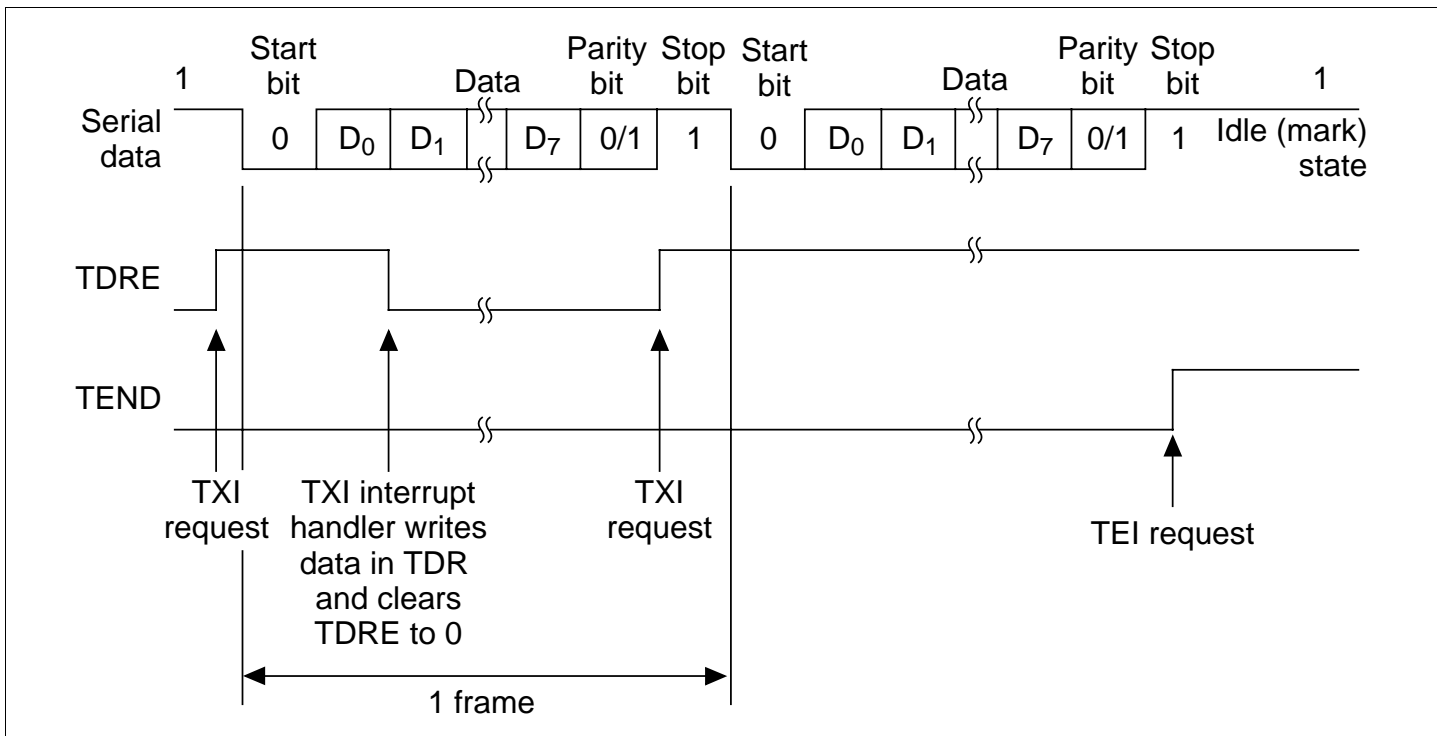 Start Parity Stop Start Parity Stop
1 bit Data bit bit bit Data bit bit 1
Serial data
0 D0 D1 D7 0/1 1 0 D0 D1 D7 0/1 1 Idle (mark) state
TDRE
TEND
TXI request
TXI interrupt
handler writes
data in TDR
and clears
TDRE to 0
TXI request
TEI request
1 frame